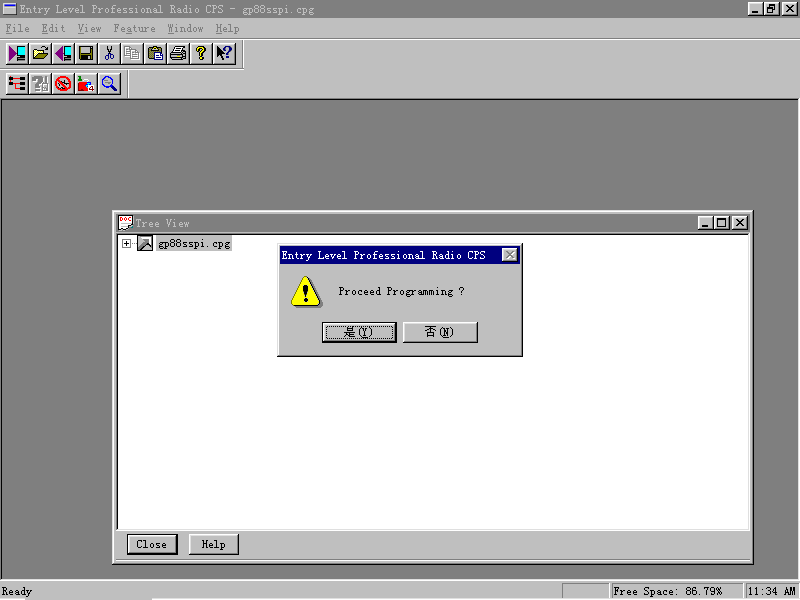 Entry Level Professional Radio CPS - gp88sspi.cpg
File Edit View Feature Window Help
DOC Tree View
gp88sspi.cpg
Entry Level Professional Radio CPS
Proceed Programming ?
是(Y) 否(N)
Close Help
Ready Free Space: 86.79% 11:34 AM